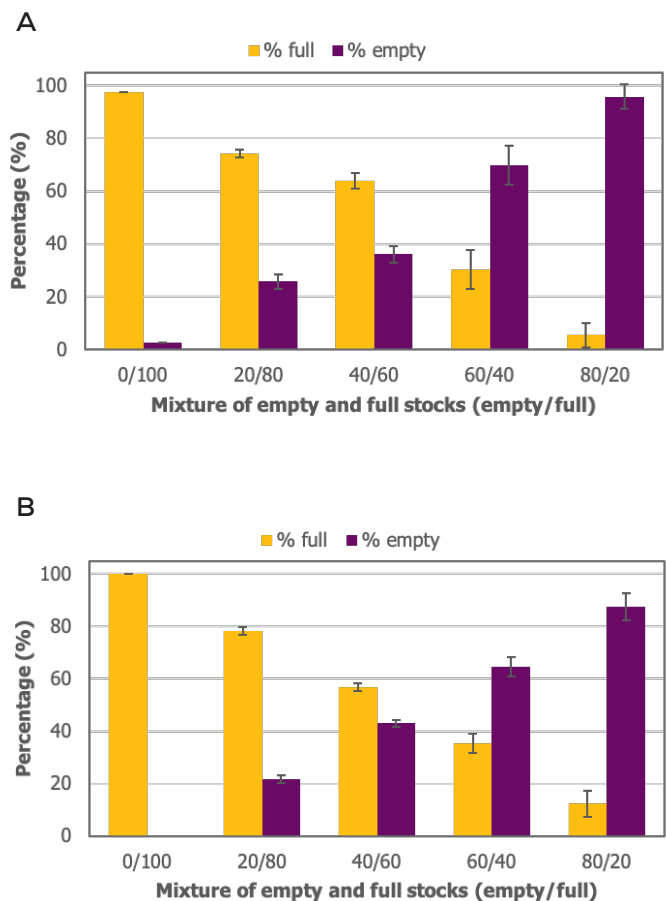 A
% full % empty
Percentage (%)
100
80
60
40
20
0
0/100 20/80 40/60 60/40 80/20
Mixture of empty and full stocks (empty/full)
B
% full % empty
Percentage (%)
100
80
60
40
20
0
0/100 20/80 40/60 60/40 80/20
Mixture of empty and full stocks (empty/full)